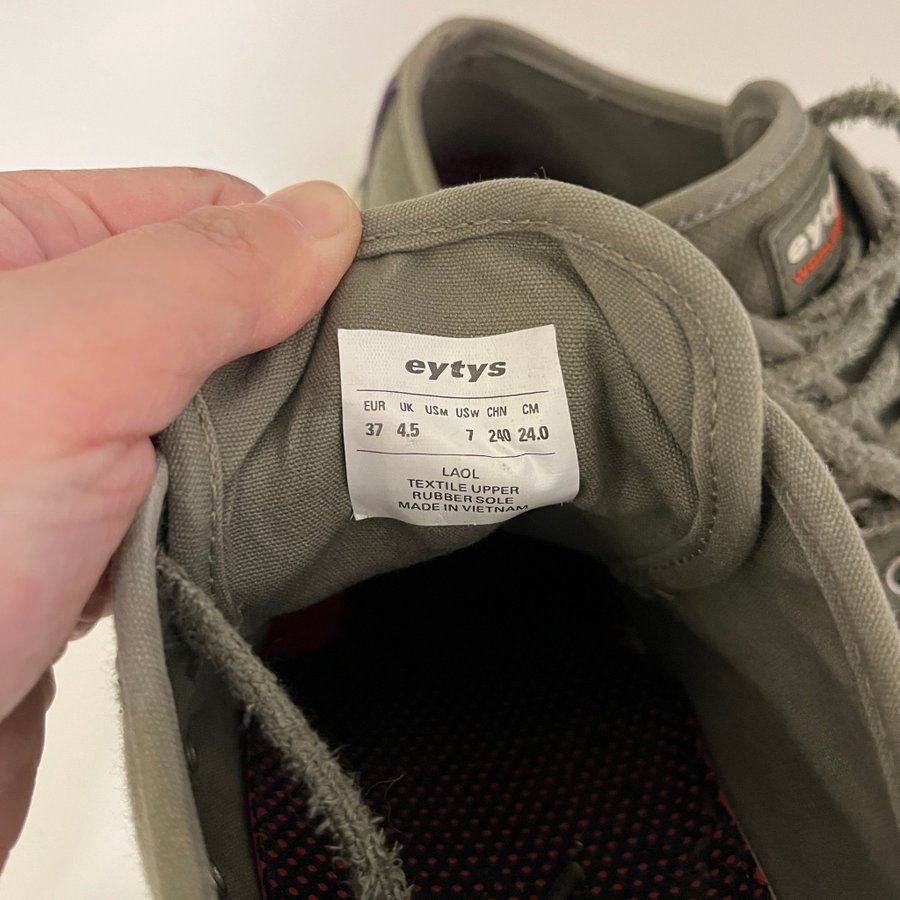 eytys
EUR UK USM USW CHN CM
37 4.5 7 240 24.0
LAOL
TEXTILE UPPER
RUBBER SOLE
MADE IN VIETNAM